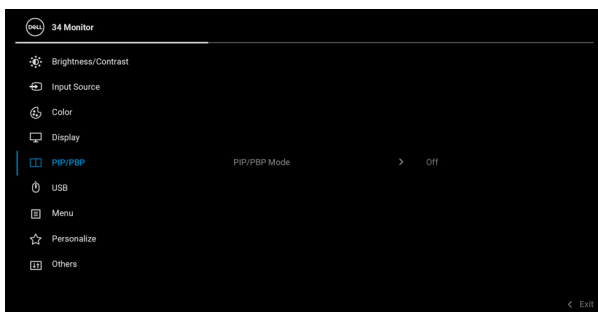 DELL 34 Monitor
Brightness/Contrast
Input Source
Color
Display
PIP/PBP PIP/PBP Mode > Off
USB
Menu
Personalize
Others
< Exit